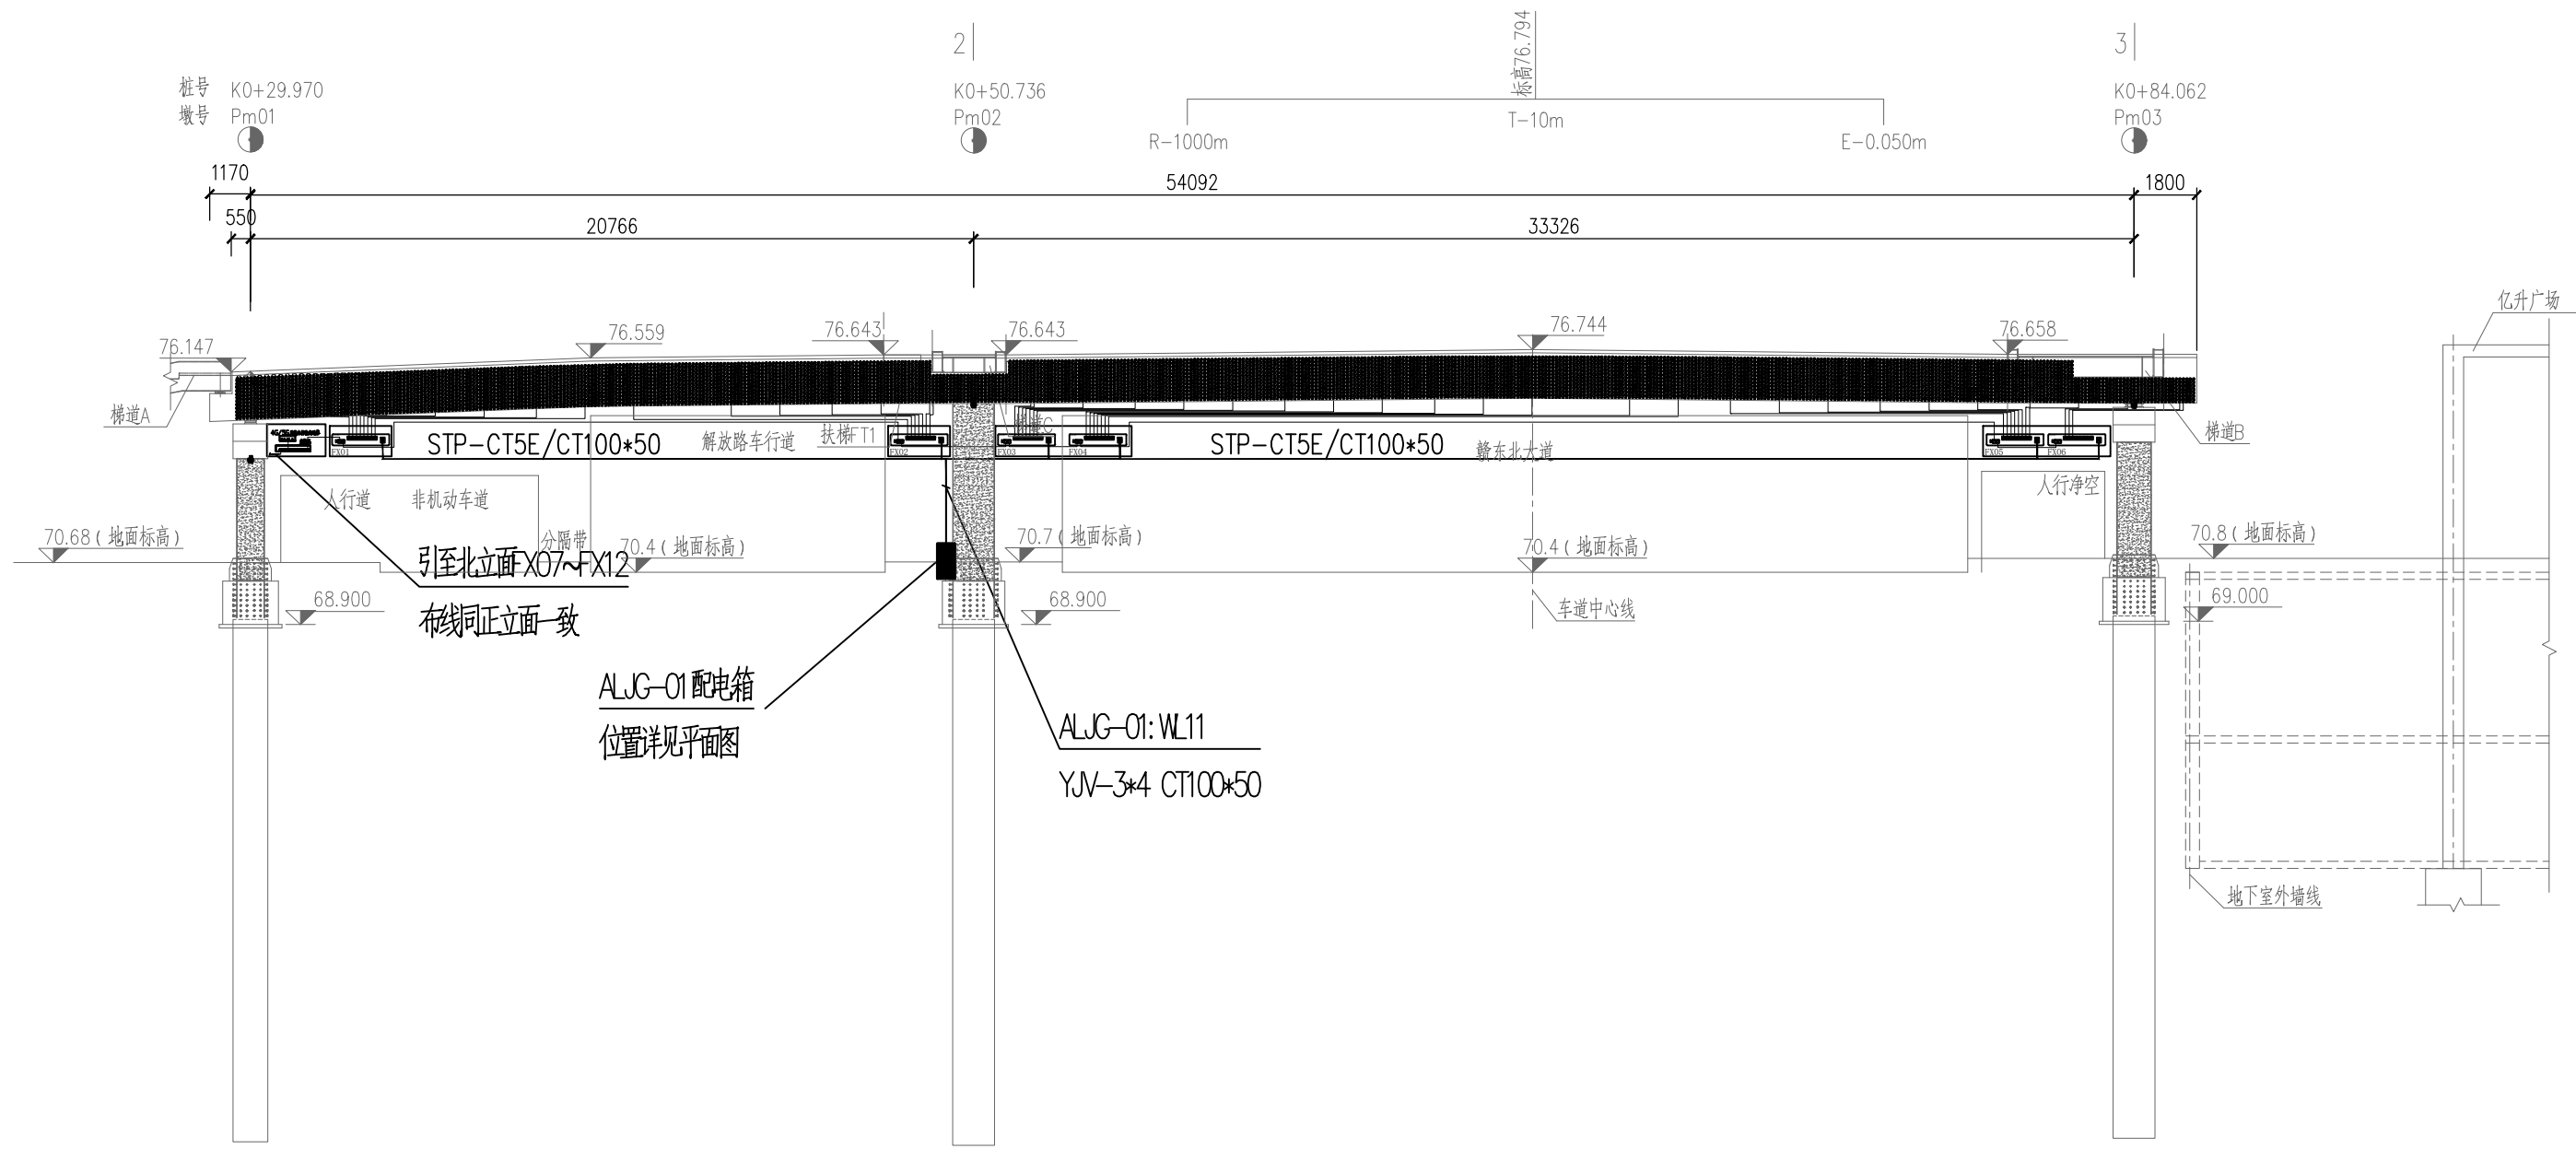 2
3
标高76.794
桩号 K0+29.970
墩号 Pm01
K0+50.736
Pm02
K0+84.062
Pm03
R-1000m
T-10m
E-0.050m
1170
54092
1800
550
20766
33326
亿升广场
76.147
76.559
76.643
76.643
76.744
76.658
梯道A
FX01
STP-CT5E/CT100*50
解放路车行道
扶梯FT1
FX02
FX03
FX04
STP-CT5E/CT100*50
赣东北大道
FX05
FX06
梯道B
人行道
非机动车道
人行净空
70.68(地面标高)
分隔带
70.4(地面标高)
70.7(地面标高)
70.4(地面标高)
70.8(地面标高)
引至北立面FX07~FX12
布线同正立面一致
68.900
68.900
车道中心线
69.000
ALJG-01配电箱
位置详见平面图
ALJG-01:WL11
YJV-3*4 CT100*50
地下室外墙线